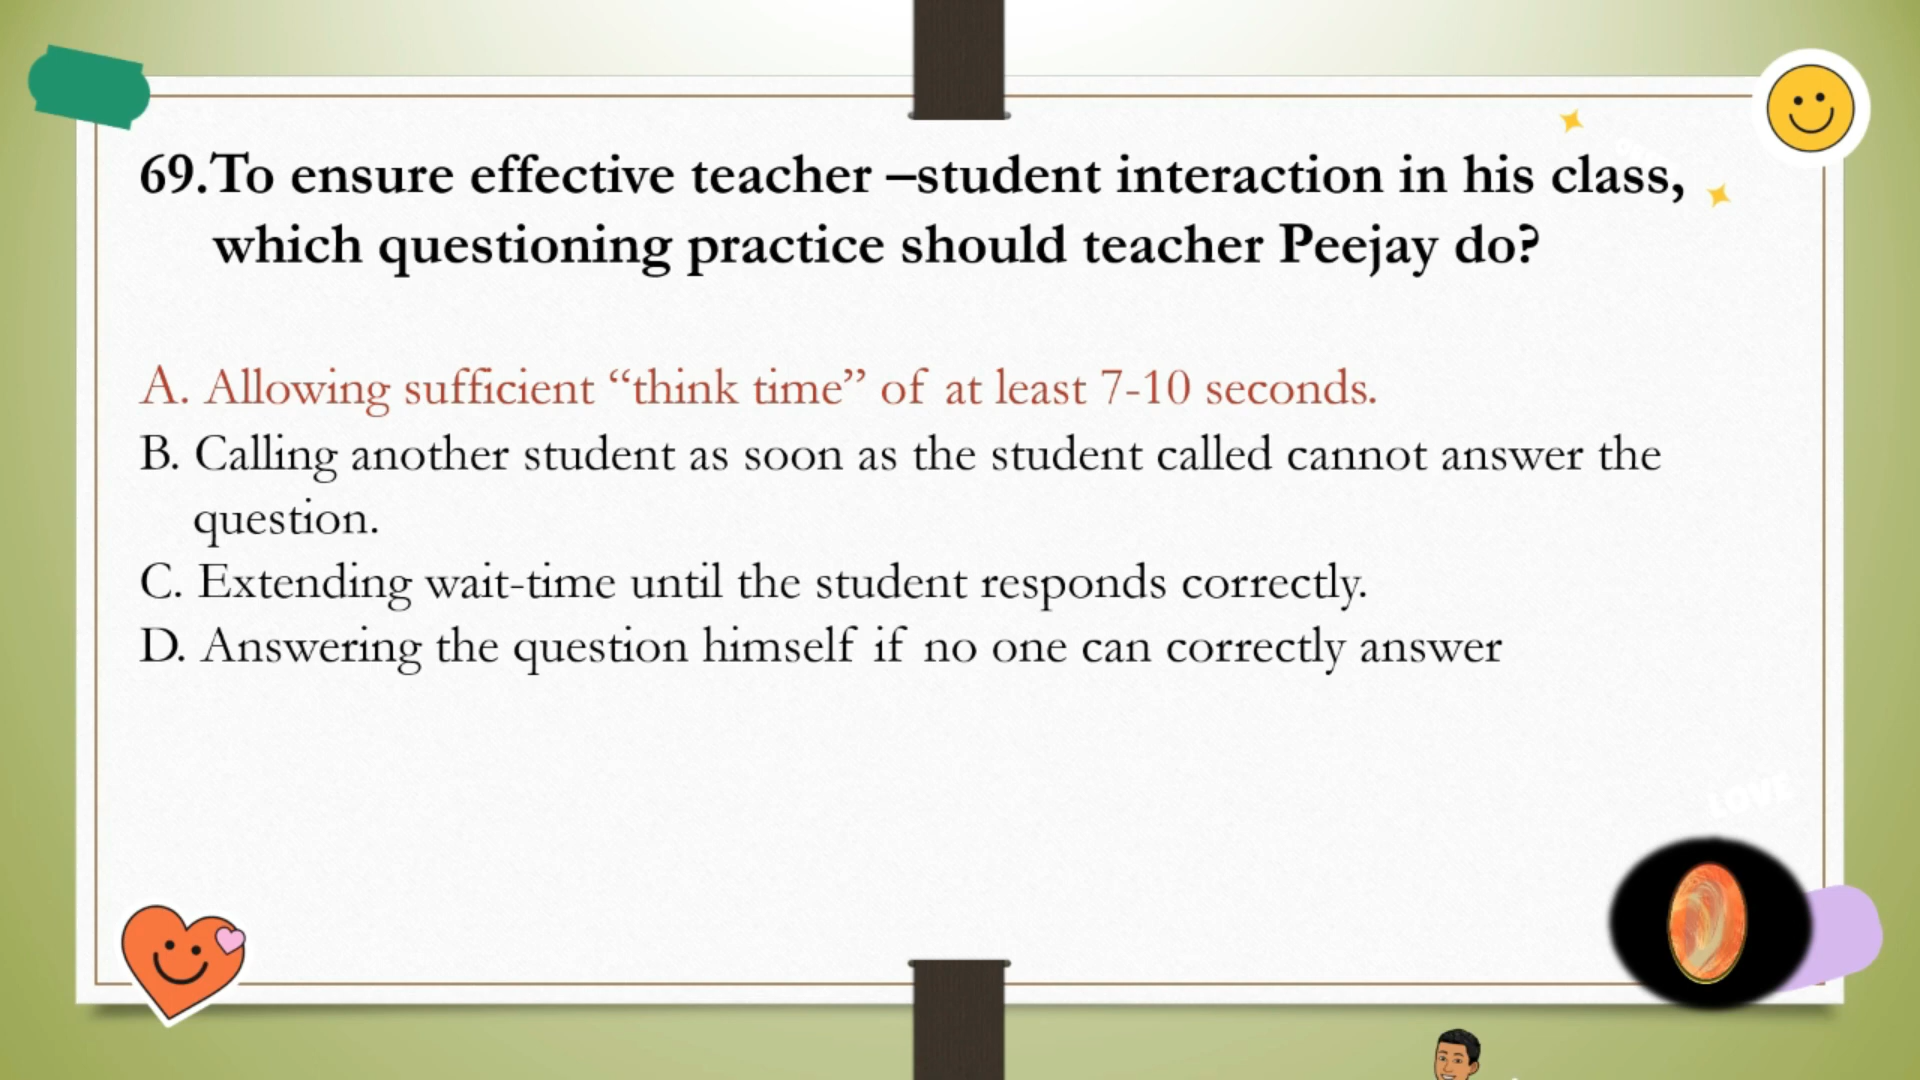 69.To ensure effective teacher –student interaction in his class,
which questioning practice should teacher Peejay do?
A. Allowing sufficient “think time” of at least 7-10 seconds.
B. Calling another student as soon as the student called cannot answer the
question.
C. Extending wait-time until the student responds correctly.
D. Answering the question himself if no one can correctly answer
LOVE